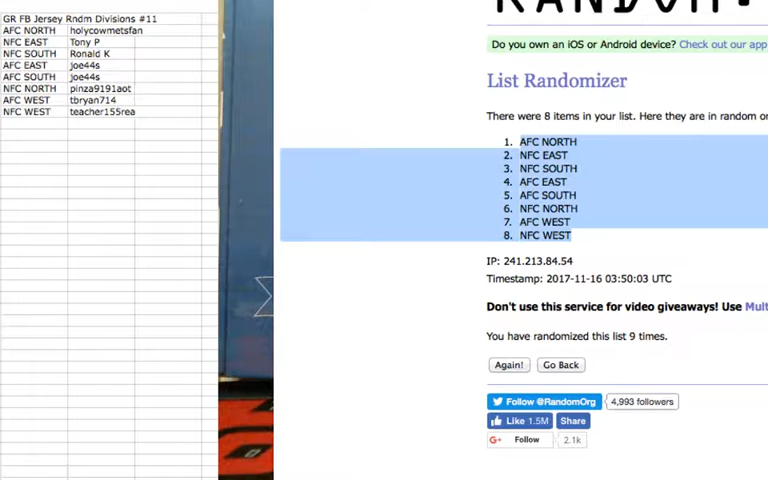 GR FB Jersey Rndm Divisions #11
AFC NORTH holycowmetsfan
NFC EAST Tony P
NFC SOUTH Ronald K
AFC EAST joe44s
AFC SOUTH joe44s
NFC NORTH pinza9191aot
AFC WEST tbryan714
NFC WEST teacher155rea
Do you own an iOS or Android device? Check out our app
List Randomizer
There were 8 items in your list. Here they are in random o
1. AFC NORTH
2. NFC EAST
3. NFC SOUTH
4. AFC EAST
5. AFC SOUTH
6. NFC NORTH
7. AFC WEST
8. NFC WEST
IP: 241.213.84.54
Timestamp: 2017-11-16 03:50:03 UTC
Don't use this service for video giveaways! Use Mult
You have randomized this list 9 times.
Again! Go Back
Follow @RandomOrg 4,993 followers
Like 1.5M Share
G+ Follow 2.1k